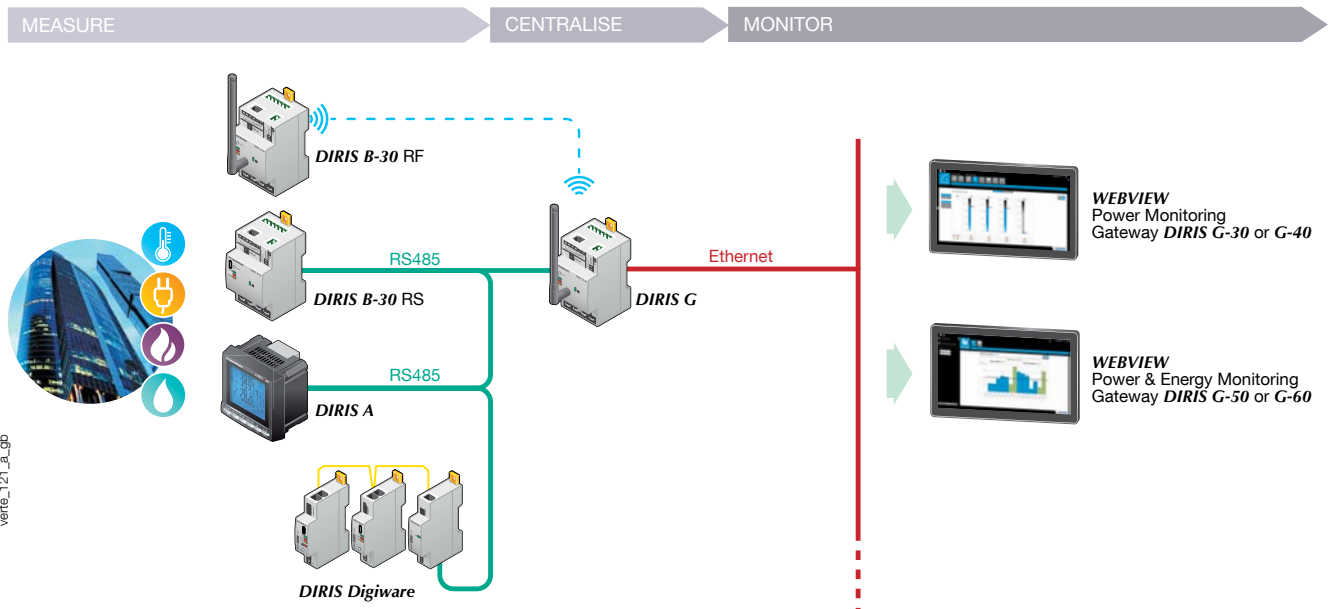 MEASURE
CENTRALISE
MONITOR
DIRIS B-30 RF
RS485
DIRIS B-30 RS
Ethernet
DIRIS G
RS485
DIRIS A
DIRIS Digiware
WEBVIEW
Power Monitoring
Gateway DIRIS G-30 or G-40
WEBVIEW
Power & Energy Monitoring
Gateway DIRIS G-50 or G-60
verte_121_a_gb